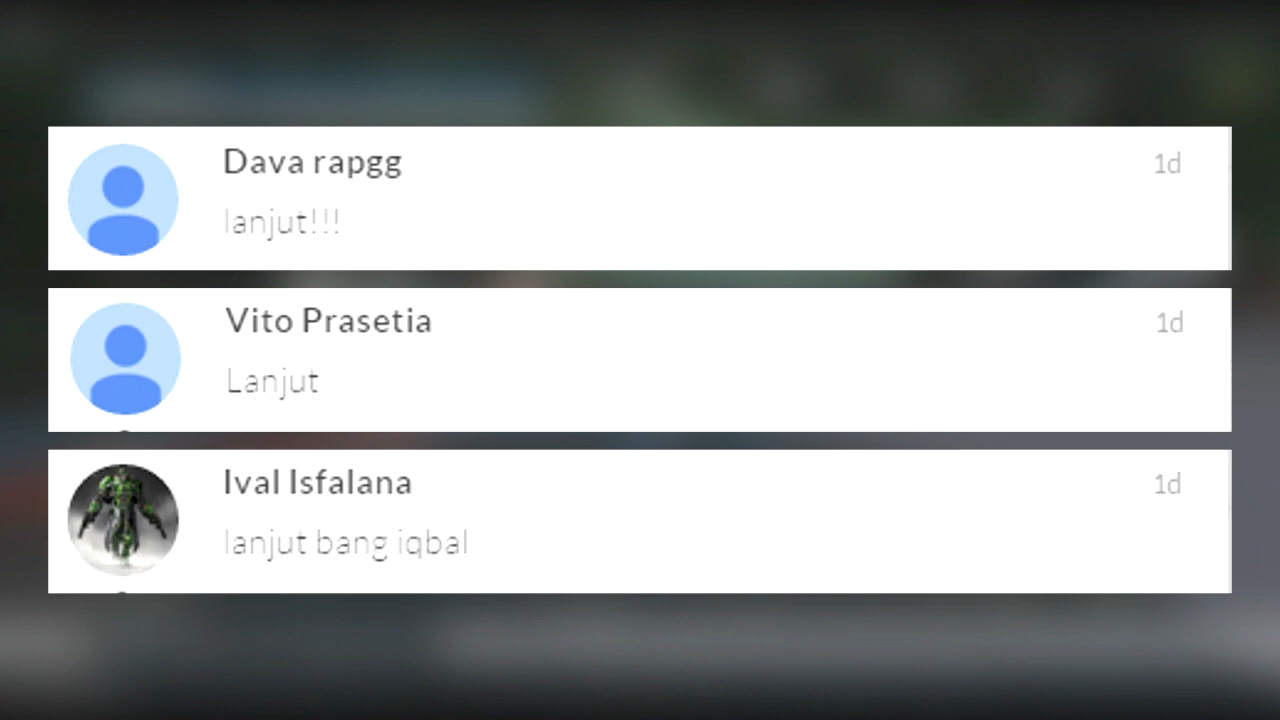 Dava rapgg
1d
lanjut!!!
Vito Prasetia
1d
Lanjut
Ival Isfalana
1d
lanjut bang iqbal